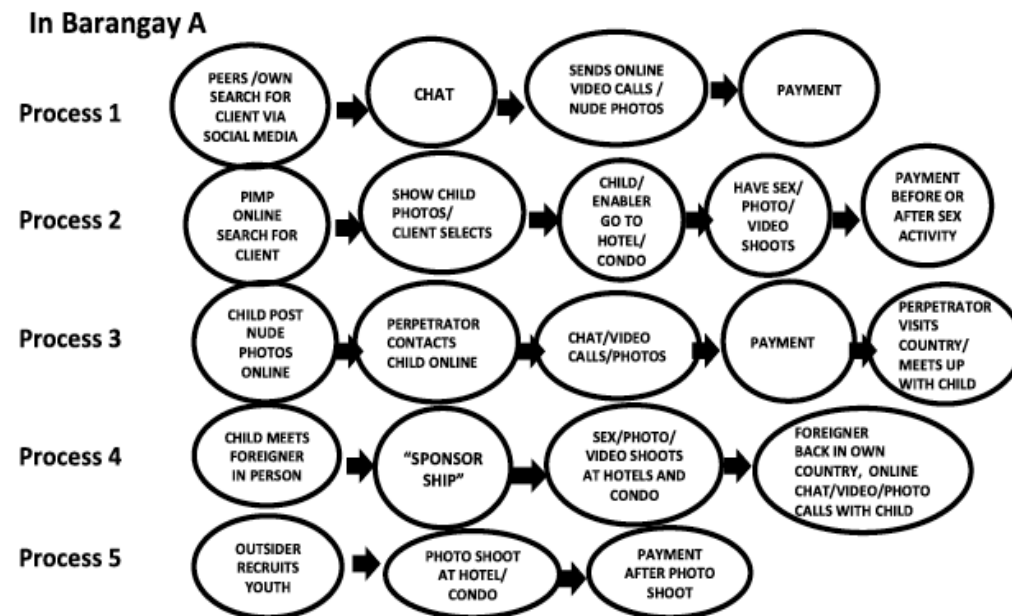 In Barangay A
Process 1
PEERS /OWN
SEARCH FOR
CLIENT VIA
SOCIAL MEDIA
CHAT
SENDS ONLINE
VIDEO CALLS /
NUDE PHOTOS
PAYMENT
Process 2
PIMP
ONLINE
SEARCH FOR
CLIENT
SHOW CHILD
PHOTOS/
CLIENT SELECTS
CHILD/
ENABLER
GO TO
HOTEL/
CONDO
HAVE SEX/
PHOTO/
VIDEO
SHOOTS
PAYMENT
BEFORE OR
AFTER SEX
ACTIVITY
Process 3
CHILD POST
NUDE
PHOTOS
ONLINE
PERPETRATOR
CONTACTS
CHILD ONLINE
CHAT/VIDEO
CALLS/PHOTOS
PAYMENT
PERPETRATOR
VISITS
COUNTRY/
MEETS UP
WITH CHILD
Process 4
CHILD MEETS
FOREIGNER
IN PERSON
"SPONSOR
SHIP"
SEX/PHOTO/
VIDEO SHOOTS
AT HOTELS AND
CONDO
FOREIGNER
BACK IN OWN
COUNTRY, ONLINE
CHAT/VIDEO/PHOTO
CALLS WITH CHILD
Process 5
OUTSIDER
RECRUITS
YOUTH
PHOTO SHOOT
AT HOTEL/
CONDO
PAYMENT
AFTER PHOTO
SHOOT